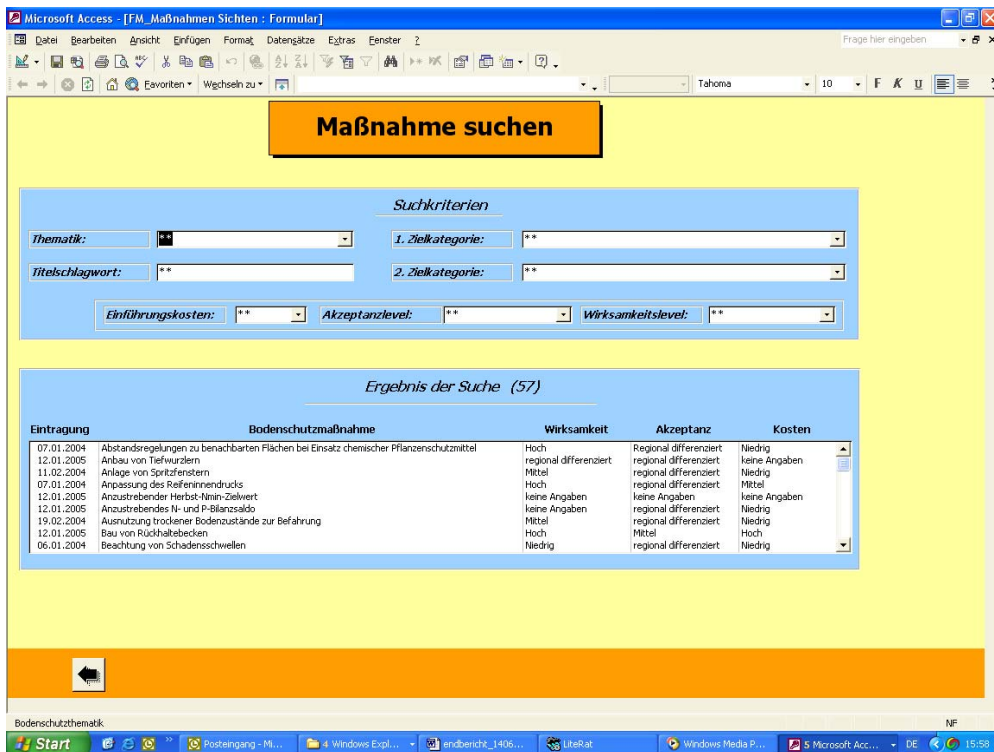 Microsoft Access - [FM_Maßnahmen Sichten : Formular]
Datei Bearbeiten Ansicht Einfügen Format Datensätze Extras Fenster ? Frage hier eingeben
Favoriten Wechseln zu Tahoma 10 F K U
Maßnahme suchen
Suchkriterien
Thematik: ** 1. Zielkategorie: **
Titelschlagwort: ** 2. Zielkategorie: **
Einführungskosten: ** Akzeptanzlevel: ** Wirksamkeitslevel: **
Ergebnis der Suche (57)
Eintragung Bodenschutzmaßnahme Wirksamkeit Akzeptanz Kosten
07.01.2004 Abstandsregelungen zu benachbarten Flächen bei Einsatz chemischer Pflanzenschutzmittel Hoch Regional differenziert Niedrig
12.01.2005 Anbau von Tiefwurzlern regional differenziert regional differenziert keine Angaben
11.02.2004 Anlage von Spritzfenstern Mittel regional differenziert Niedrig
07.01.2004 Anpassung des Reifeninnendrucks Hoch regional differenziert Mittel
12.01.2005 Anzustrebender Herbst-Nmin-Zielwert keine Angaben keine Angaben keine Angaben
12.01.2005 Anzustrebendes N- und P-Bilanzsaldo keine Angaben regional differenziert Niedrig
19.02.2004 Ausnutzung trockener Bodenzustände zur Befahrung Mittel regional differenziert Niedrig
12.01.2005 Bau von Rückhaltebecken Hoch Mittel Hoch
06.01.2004 Beachtung von Schadensschwellen Niedrig regional differenziert Niedrig
Bodenschutzthematik NF
Start Posteingang - Mi... 4 Windows Expl... endbericht_1406... LiteRat Windows Media P... 5 Microsoft Acc... DE 15:58